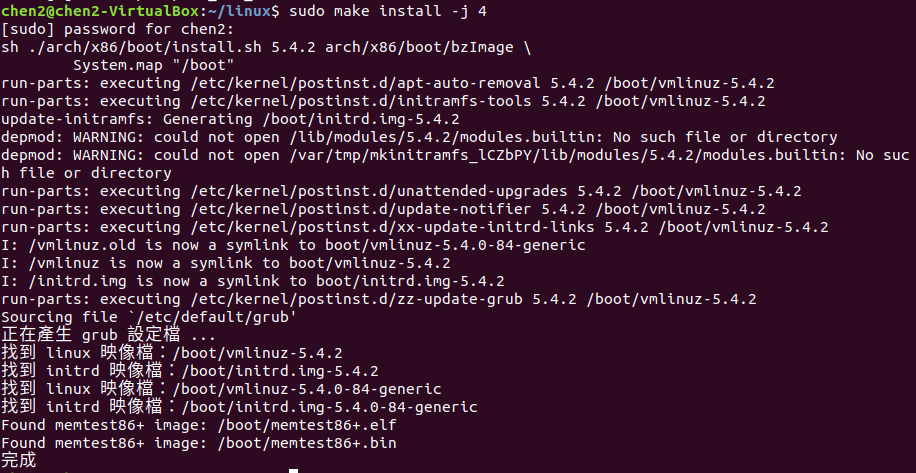 chen2@chen2-VirtualBox:~/linux$ sudo make install -j 4
[sudo] password for chen2:
sh ./arch/x86/boot/install.sh 5.4.2 arch/x86/boot/bzImage \
        System.map "/boot"
run-parts: executing /etc/kernel/postinst.d/apt-auto-removal 5.4.2 /boot/vmlinuz-5.4.2
run-parts: executing /etc/kernel/postinst.d/initramfs-tools 5.4.2 /boot/vmlinuz-5.4.2
update-initramfs: Generating /boot/initrd.img-5.4.2
depmod: WARNING: could not open /lib/modules/5.4.2/modules.builtin: No such file or directory
depmod: WARNING: could not open /var/tmp/mkinitramfs_lCZbPY/lib/modules/5.4.2/modules.builtin: No suc
h file or directory
run-parts: executing /etc/kernel/postinst.d/unattended-upgrades 5.4.2 /boot/vmlinuz-5.4.2
run-parts: executing /etc/kernel/postinst.d/update-notifier 5.4.2 /boot/vmlinuz-5.4.2
run-parts: executing /etc/kernel/postinst.d/xx-update-initrd-links 5.4.2 /boot/vmlinuz-5.4.2
I: /vmlinuz.old is now a symlink to boot/vmlinuz-5.4.0-84-generic
I: /vmlinuz is now a symlink to boot/vmlinuz-5.4.2
I: /initrd.img is now a symlink to boot/initrd.img-5.4.2
run-parts: executing /etc/kernel/postinst.d/zz-update-grub 5.4.2 /boot/vmlinuz-5.4.2
Sourcing file `/etc/default/grub'
正在產生 grub 設定檔 ...
找到 linux 映像檔：/boot/vmlinuz-5.4.2
找到 initrd 映像檔：/boot/initrd.img-5.4.2
找到 linux 映像檔：/boot/vmlinuz-5.4.0-84-generic
找到 initrd 映像檔：/boot/initrd.img-5.4.0-84-generic
Found memtest86+ image: /boot/memtest86+.elf
Found memtest86+ image: /boot/memtest86+.bin
完成